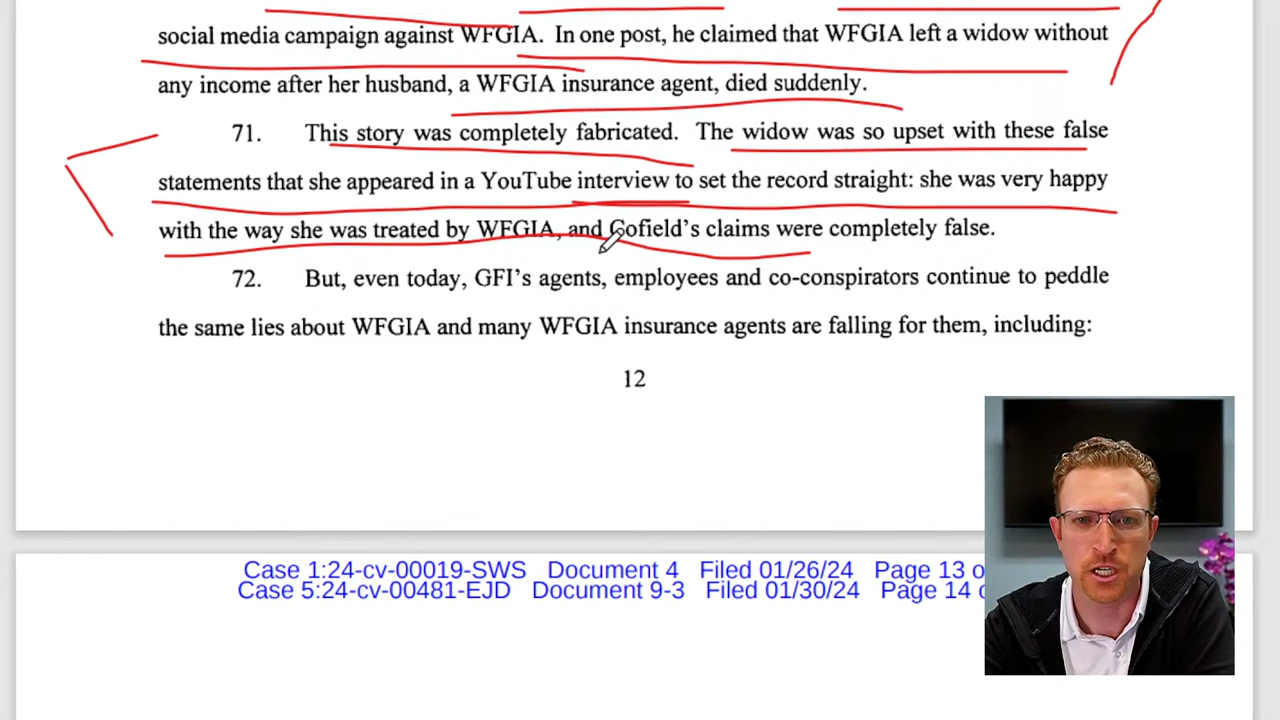 social media campaign against WFGIA. In one post, he claimed that WFGIA left a widow without
any income after her husband, a WFGIA insurance agent, died suddenly.
71. This story was completely fabricated. The widow was so upset with these false
statements that she appeared in a YouTube interview to set the record straight: she was very happy
with the way she was treated by WFGIA, and Cofield's claims were completely false.
72. But, even today, GFI's agents, employees and co-conspirators continue to peddle
the same lies about WFGIA and many WFGIA insurance agents are falling for them, including:
12
Case 1:24-cv-00019-SWS Document 4 Filed 01/26/24 Page 13 o
Case 5:24-cv-00481-EJD Document 9-3 Filed 01/30/24 Page 14 o